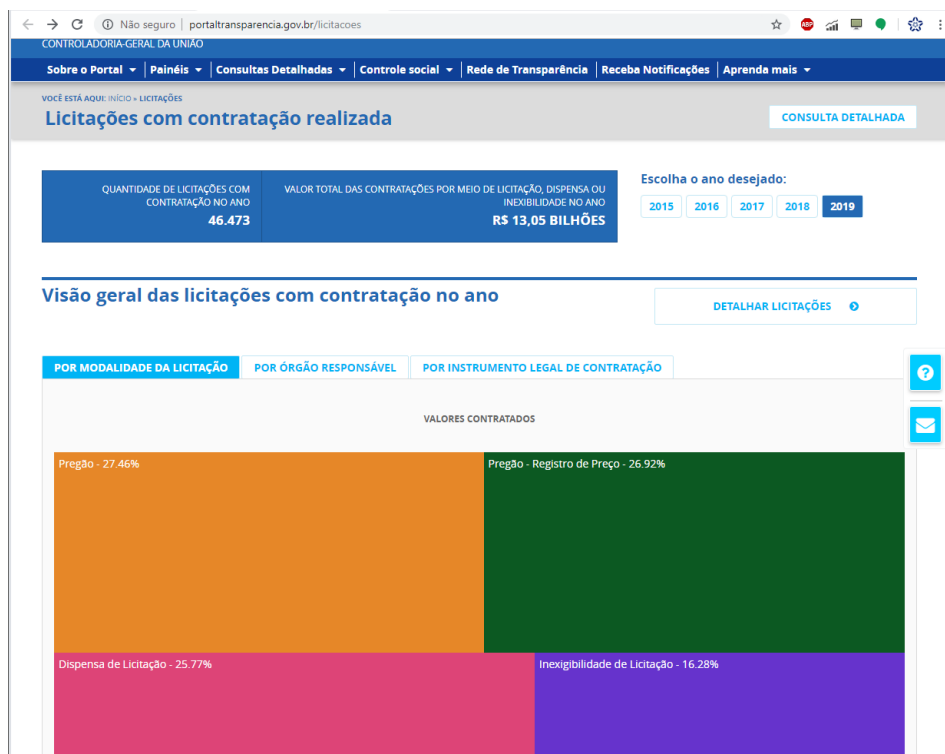 Não seguro | portaltransparencia.gov.br/licitacoes
ABP
CONTROLADORIA-GERAL DA UNIÃO
Sobre o Portal | Painéis | Consultas Detalhadas | Controle social | Rede de Transparência | Receba Notificações | Aprenda mais
VOCÊ ESTÁ AQUI: INÍCIO » LICITAÇÕES
Licitações com contratação realizada
CONSULTA DETALHADA
QUANTIDADE DE LICITAÇÕES COM
CONTRATAÇÃO NO ANO
46.473
VALOR TOTAL DAS CONTRATAÇÕES POR MEIO DE LICITAÇÃO, DISPENSA OU
INEXIBILIDADE NO ANO
R$ 13,05 BILHÕES
Escolha o ano desejado:
2015 2016 2017 2018 2019
Visão geral das licitações com contratação no ano
DETALHAR LICITAÇÕES
POR MODALIDADE DA LICITAÇÃO POR ÓRGÃO RESPONSÁVEL POR INSTRUMENTO LEGAL DE CONTRATAÇÃO
VALORES CONTRATADOS
Pregão - 27.46%
Pregão - Registro de Preço - 26.92%
Dispensa de Licitação - 25.77%
Inexigibilidade de Licitação - 16.28%